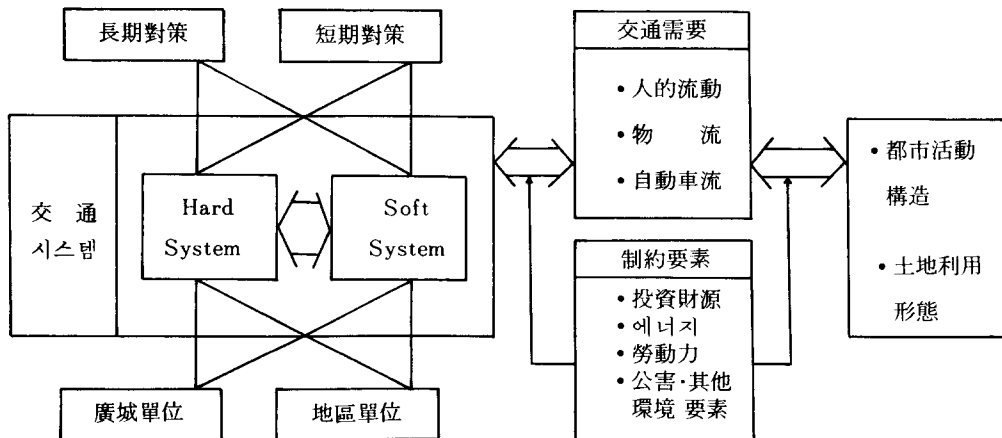 長期對策
短期對策
交通
시스템
Hard
System
Soft
System
廣城單位
地區單位
交通需要
• 人的流動
• 物 流
• 自動車流
制約要素
• 投資財源
• 에너지
• 勞動力
• 公害·其他
環境 要素
• 都市活動
構造
• 土地利用
形態